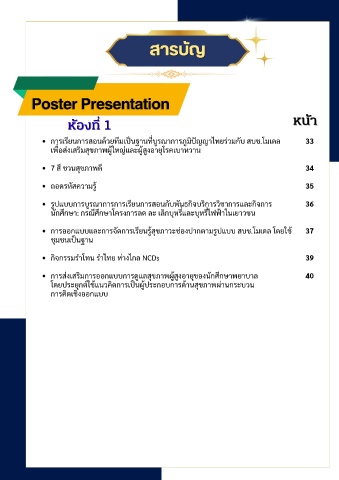 สารบัญ
Poster Presentation
ห้องที่ 1
หน้า
• การเรียนการสอนด้วยทีมเป็นฐานที่บูรณาการภูมิปัญญาไทยร่วมกับ สบช.โมเดล 33
เพื่อส่งเสริมสุขภาพผู้ใหญ่และผู้สูงอายุโรคเบาหวาน
• 7 สี ชวนสุขภาพดี 34
• ถอดรหัสความรู้ 35
• รูปแบบการบูรณาการการเรียนการสอนกับพันธกิจบริการวิชาการและกิจการ 36
นักศึกษา: กรณีศึกษาโครงการลด ละ เลิกบุหรี่และบุหรี่ไฟฟ้าในเยาวชน
• การออกแบบและการจัดการเรียนรู้สุขภาวะช่องปากตามรูปแบบ สบช.โมเดล โดยใช้ 37
ชุมชนเป็นฐาน
• กิจกรรมรำโทน รำไทย ห่างไกล NCDs 39
• การส่งเสริมการออกแบบการดูแลสุขภาพผู้สูงอายุของนักศึกษาพยาบาล 40
โดยประยุกต์ใช้แนวคิดการเป็นผู้ประกอบการด้านสุขภาพผ่านกระบวน
การคิดเชิงออกแบบ